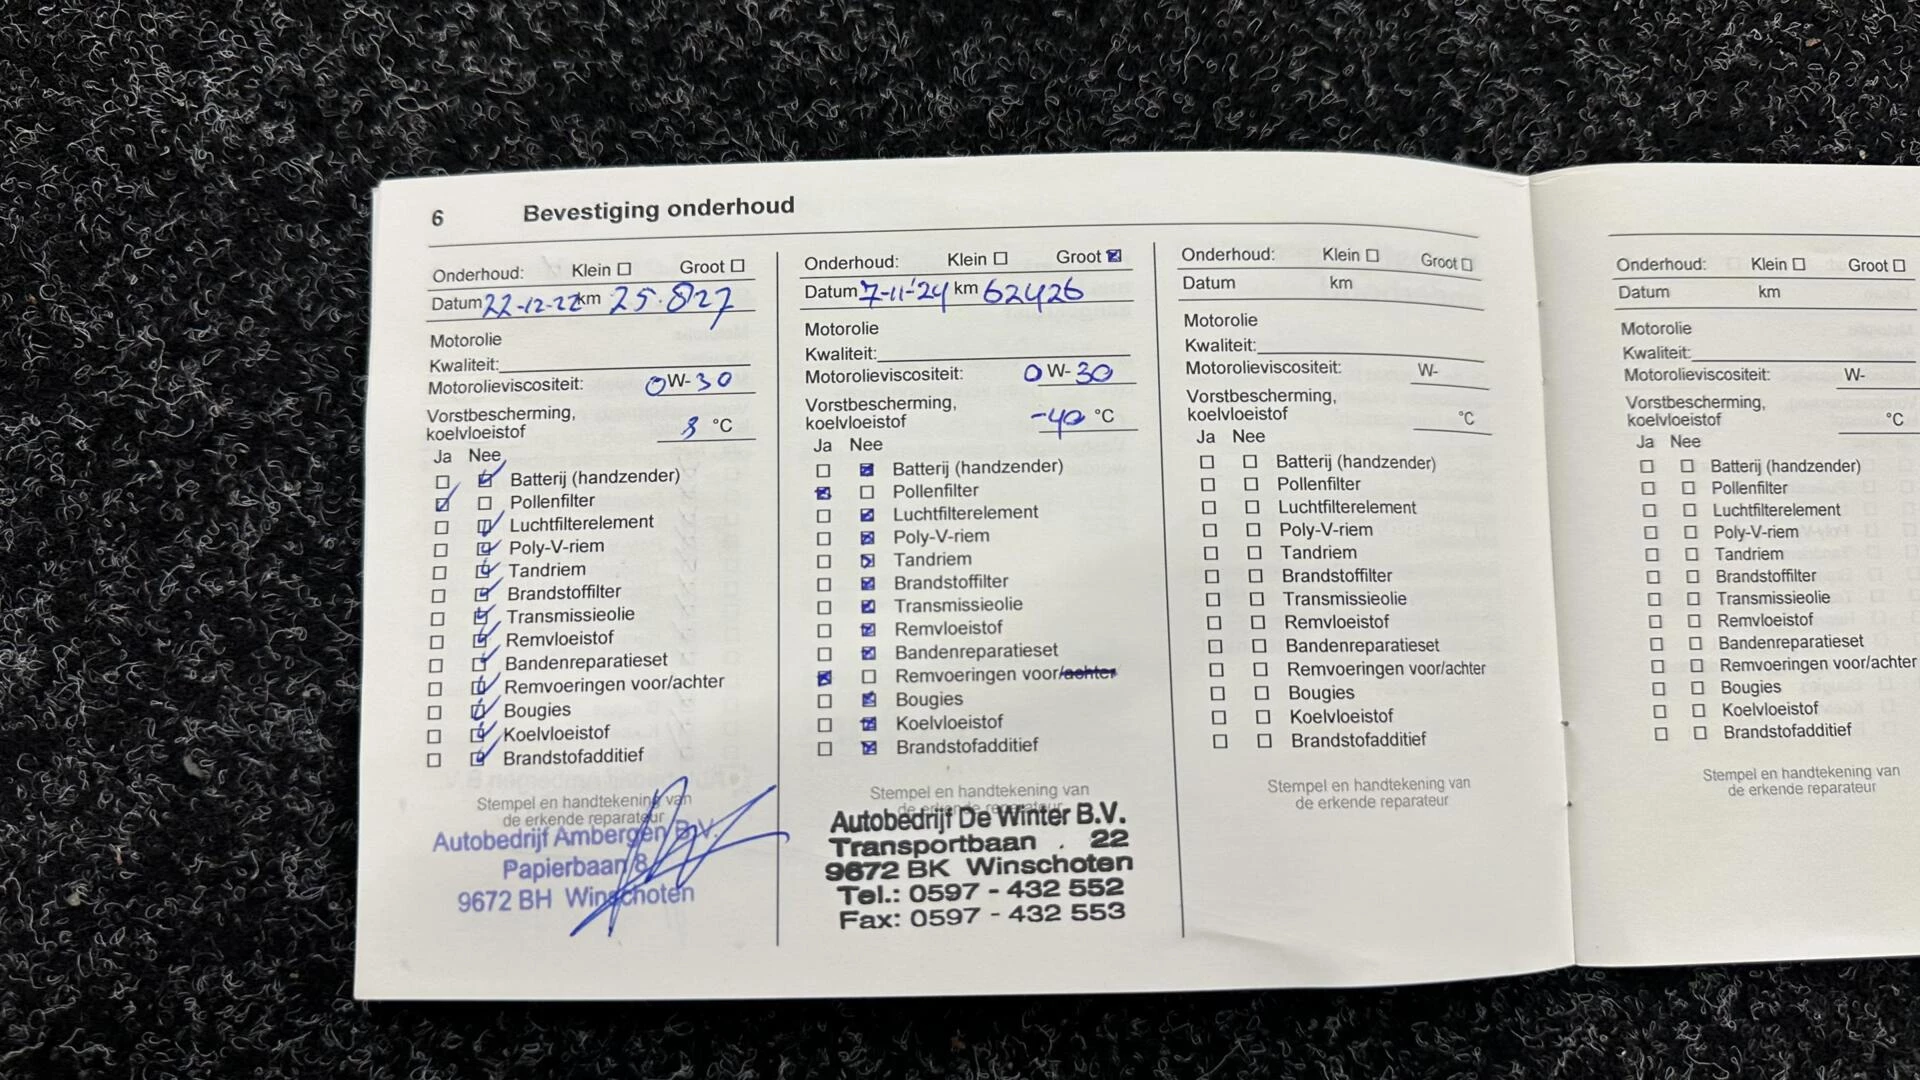 6 Bevestiging onderhoud
Onderhoud: Klein Groot
Datum 22-12-22 km 25.827
Motorolie
Kwaliteit:
Motorolieviscositeit: 0 W- 30
Vorstbescherming,
koelvloeistof °C
Ja Nee
Batterij (handzender)
Pollenfilter
Luchtfilterelement
Poly-V-riem
Tandriem
Brandstoffilter
Transmissieolie
Remvloeistof
Bandenreparatieset
Remvoeringen voor/achter
Bougies
Koelvloeistof
Brandstofadditief
Stempel en handtekening van
de erkende reparateur
Autobedrijf Ambergen B.V.
Papierbaan 8
9672 BH Winschoten
Onderhoud: Klein Groot
Datum 7-11-'24 km 62426
Motorolie
Kwaliteit:
Motorolieviscositeit: 0 W- 30
Vorstbescherming,
koelvloeistof -40 °C
Ja Nee
Batterij (handzender)
Pollenfilter
Luchtfilterelement
Poly-V-riem
Tandriem
Brandstoffilter
Transmissieolie
Remvloeistof
Bandenreparatieset
Remvoeringen voor/achter
Bougies
Koelvloeistof
Brandstofadditief
Stempel en handtekening van
de erkende reparateur
Autobedrijf De Winter B.V.
Transportbaan 22
9672 BK Winschoten
Tel.: 0597 - 432 552
Fax: 0597 - 432 553
Onderhoud: Klein Groot
Datum km
Motorolie
Kwaliteit:
Motorolieviscositeit: W-
Vorstbescherming,
koelvloeistof °C
Ja Nee
Batterij (handzender)
Pollenfilter
Luchtfilterelement
Poly-V-riem
Tandriem
Brandstoffilter
Transmissieolie
Remvloeistof
Bandenreparatieset
Remvoeringen voor/achter
Bougies
Koelvloeistof
Brandstofadditief
Stempel en handtekening van
de erkende reparateur
Onderhoud: Klein Groot
Datum km
Motorolie
Kwaliteit:
Motorolieviscositeit: W-
Vorstbescherming,
koelvloeistof °C
Ja Nee
Batterij (handzender)
Pollenfilter
Luchtfilterelement
Poly-V-riem
Tandriem
Brandstoffilter
Transmissieolie
Remvloeistof
Bandenreparatieset
Remvoeringen voor/achter
Bougies
Koelvloeistof
Brandstofadditief
Stempel en handtekening van
de erkende reparateur